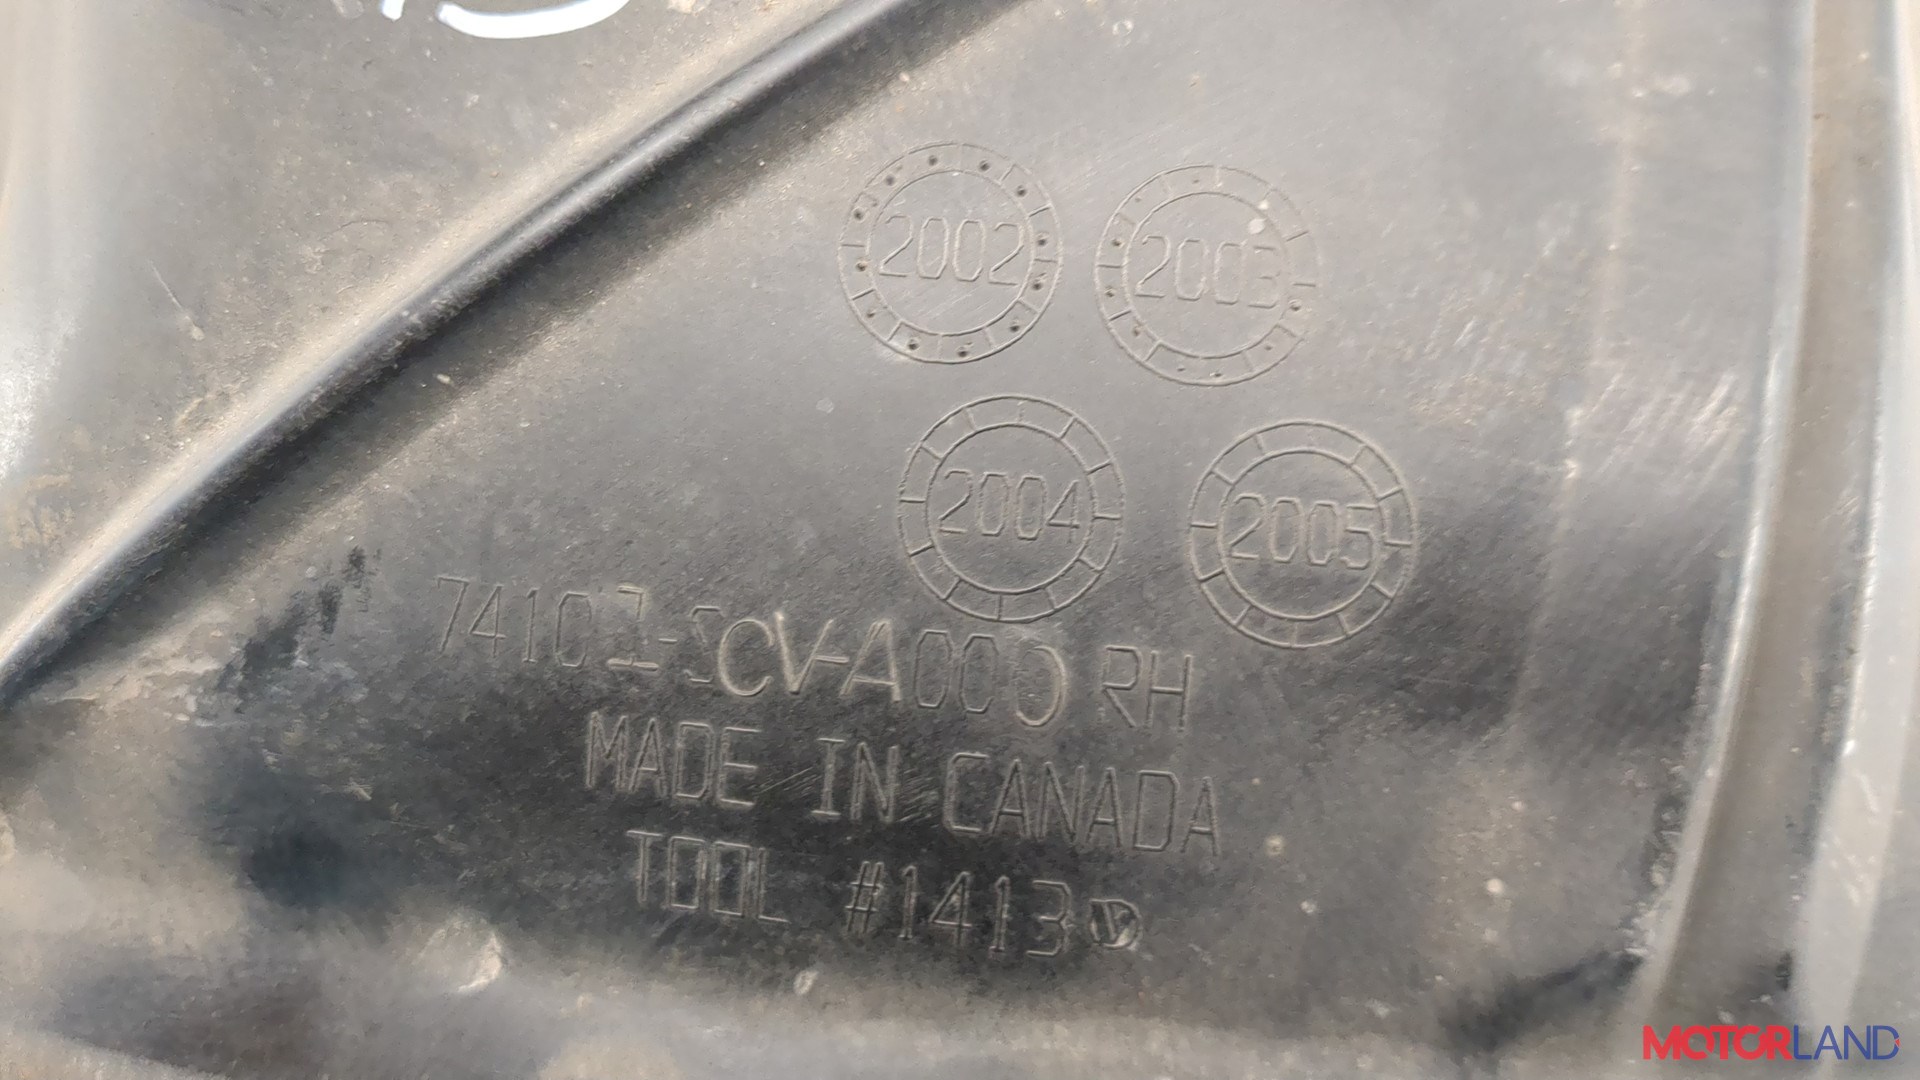 2002
2003
2004
2005
74101-SCV-A000 RH
MADE IN CANADA
TOOL #1413
MOTORLAND